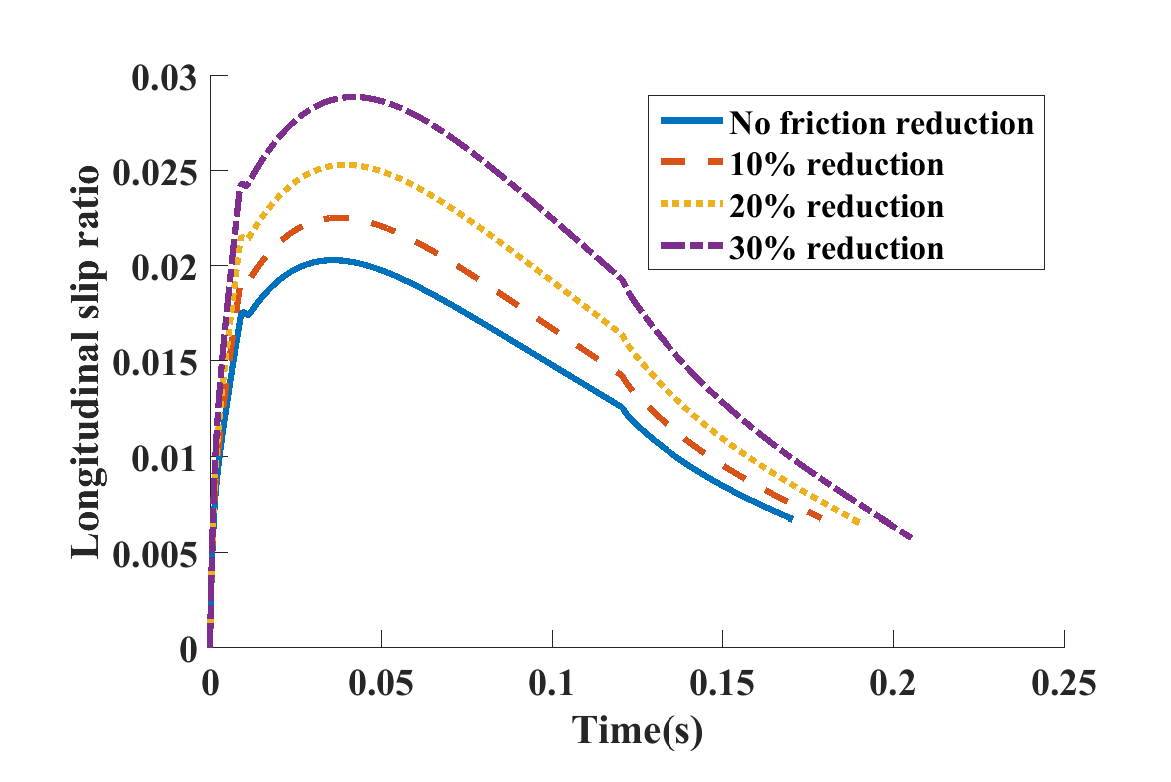 0.03
0.025
0.02
0.015
0.01
0.005
0
Longitudinal slip ratio
No friction reduction
10% reduction
20% reduction
30% reduction
0 0.05 0.1 0.15 0.2 0.25
Time(s)